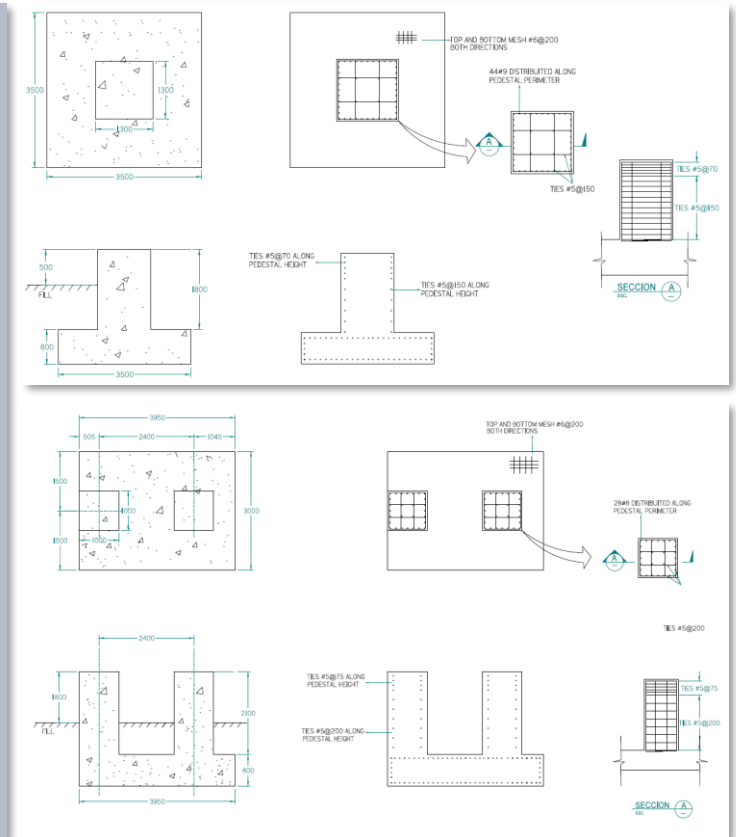 3500
1300
1300
3500
TOP AND BOTTOM MESH #6@200
BOTH DIRECTIONS
44#9 DISTRIBUITED ALONG
PEDESTAL PERIMETER
A
TIES #5@150
TIES #5@70
TIES #5@150
SECCION A
ESC.
500
FILL
1800
800
3500
TIES #5@70 ALONG
PEDESTAL HEIGHT
TIES #5@150 ALONG
PEDESTAL HEIGHT
3950
505
2400
1045
1500
1500
1000
1000
3000
TOP AND BOTTOM MESH #6@200
BOTH DIRECTIONS
28#8 DISTRIBUITED ALONG
PEDESTAL PERIMETER
A
TIES #5@200
2400
1800
FILL
2100
800
3950
TIES #5@75 ALONG
PEDESTAL HEIGHT
TIES #5@200 ALONG
PEDESTAL HEIGHT
TIES #5@75
TIES #5@200
SECCION A
ESC.